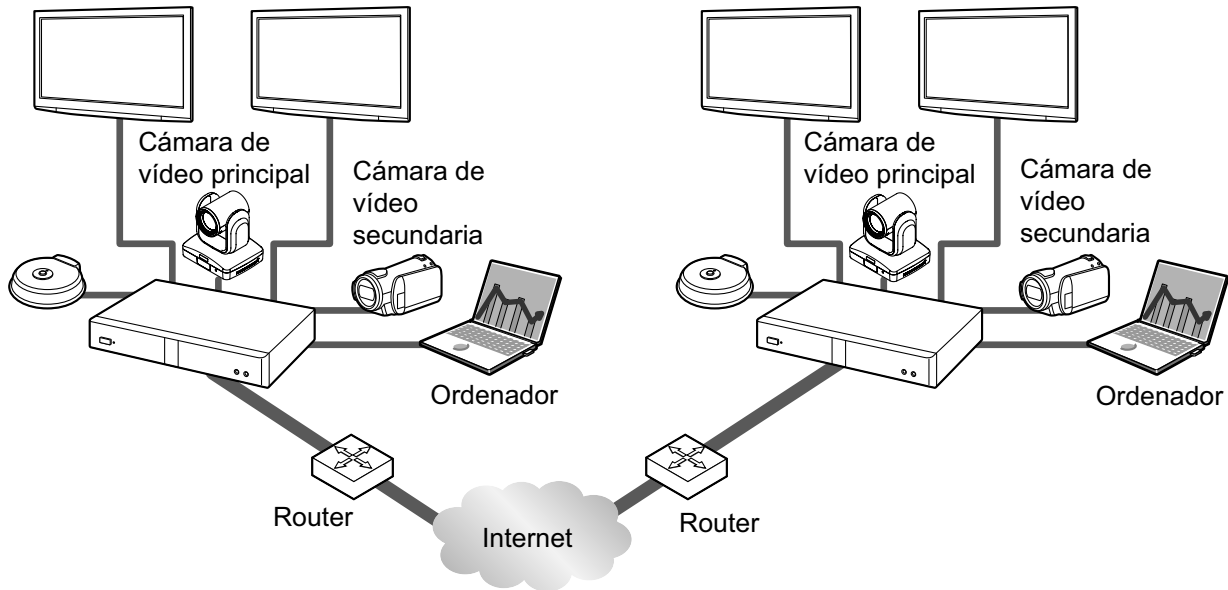 Cámara de
vídeo principal
Cámara de
vídeo
secundaria
Ordenador
Router
Cámara de
vídeo principal
Cámara de
vídeo
secundaria
Ordenador
Router
Internet